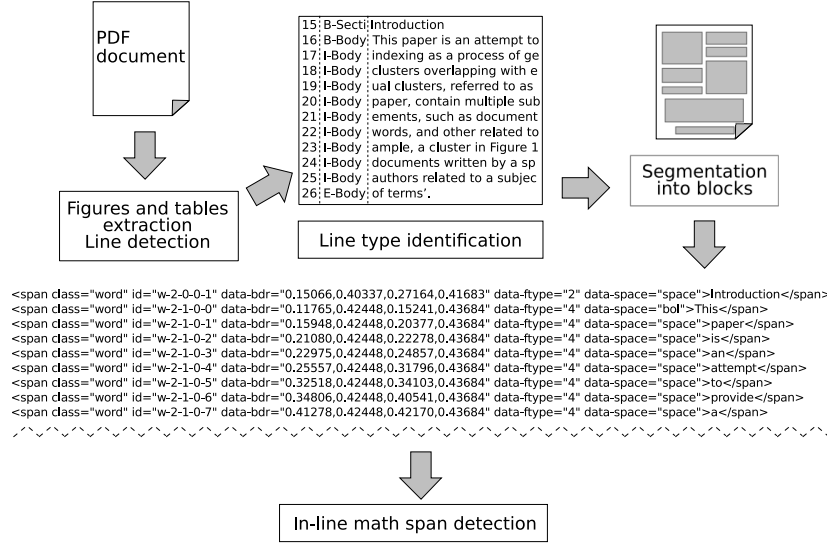 PDF
document
Figures and tables
extraction
Line detection
15 B-Secti Introduction
16 B-Body This paper is an attempt to
17 I-Body indexing as a process of ge
18 I-Body clusters overlapping with e
19 I-Body ual clusters, referred to as
20 I-Body paper, contain multiple sub
21 I-Body ements, such as document
22 I-Body words, and other related to
23 I-Body ample, a cluster in Figure 1
24 I-Body documents written by a sp
25 I-Body authors related to a subjec
26 E-Body of terms’.
Line type identification
Segmentation
into blocks
<span class="word" id="w-2-0-0-1" data-bdr="0.15066,0.40337,0.27164,0.41683" data-ftype="2" data-space="space">Introduction</span>
<span class="word" id="w-2-1-0-0" data-bdr="0.11765,0.42448,0.15241,0.43684" data-ftype="4" data-space="bol">This</span>
<span class="word" id="w-2-1-0-1" data-bdr="0.15948,0.42448,0.20377,0.43684" data-ftype="4" data-space="space">paper</span>
<span class="word" id="w-2-1-0-2" data-bdr="0.21080,0.42448,0.22278,0.43684" data-ftype="4" data-space="space">is</span>
<span class="word" id="w-2-1-0-3" data-bdr="0.22975,0.42448,0.24857,0.43684" data-ftype="4" data-space="space">an</span>
<span class="word" id="w-2-1-0-4" data-bdr="0.25557,0.42448,0.31796,0.43684" data-ftype="4" data-space="space">attempt</span>
<span class="word" id="w-2-1-0-5" data-bdr="0.32518,0.42448,0.34103,0.43684" data-ftype="4" data-space="space">to</span>
<span class="word" id="w-2-1-0-6" data-bdr="0.34806,0.42448,0.40541,0.43684" data-ftype="4" data-space="space">provide</span>
<span class="word" id="w-2-1-0-7" data-bdr="0.41278,0.42448,0.42170,0.43684" data-ftype="4" data-space="space">a</span>
In-line math span detection